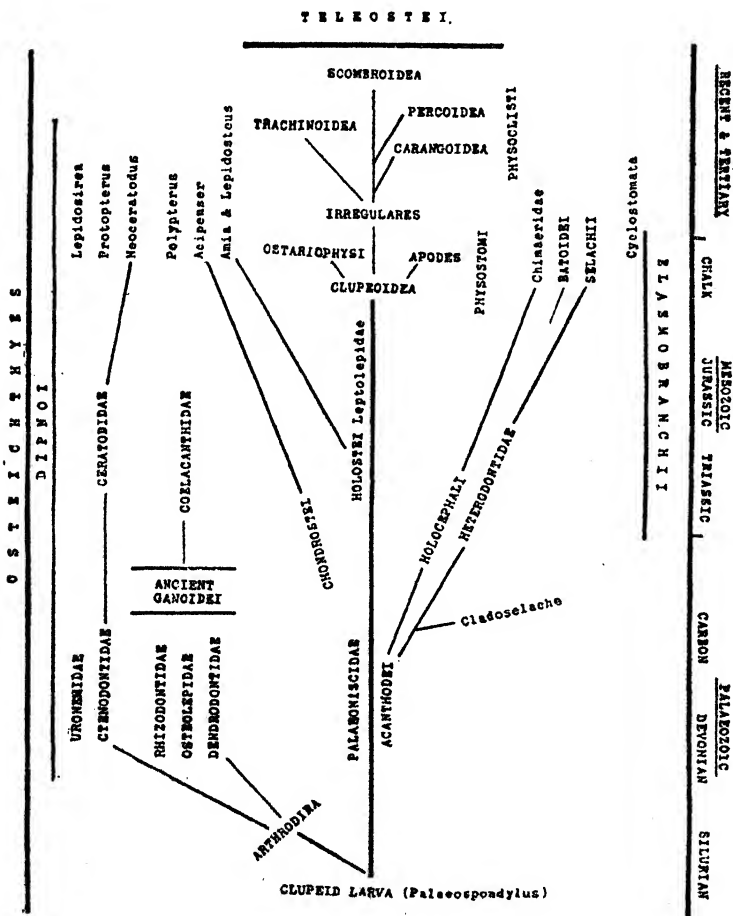 TELEOSTEI.
SCOMBROIDEA
TRACHINOIDEA
PERCOIDEA
CARANGOIDEA
PHYSOCLISTI
IRREGULARES
OSTARIOPHYSI
APODES
CLUPEOIDEA
PHYSOSTOMI
Lepidosirea
Protopterus
Neoceratodus
Polypterus
Acipenser
Amia & Lepidosteus
Chimaeridae
BATOIDEI
SELACHII
Cyclostomata
OSTEICHTHYES
DIPNOI
CERATODIDAE
COELACANTHIDAE
CHONDROSTEI
HOLOSTEI Leptolepidae
HOLOCEPHALI
HETERODONTIDAE
ELASMOBRANCHII
ANCIENT
GANOIDEI
Cladoselache
URONEMIDAE
CTENODONTIDAE
RHIZODONTIDAE
OSTEOLEPIDAE
DENDRODONTIDAE
PALAEONISCIDAE
ACANTHODEI
ARTHRODIRA
CLUPEID LARVA (Palaeospondylus)
RECENT & TERTIARY
CHALK
MESOZOIC
JURASSIC
TRIASSIC
CARBON
PALAEOZOIC
DEVONIAN
SILURIAN